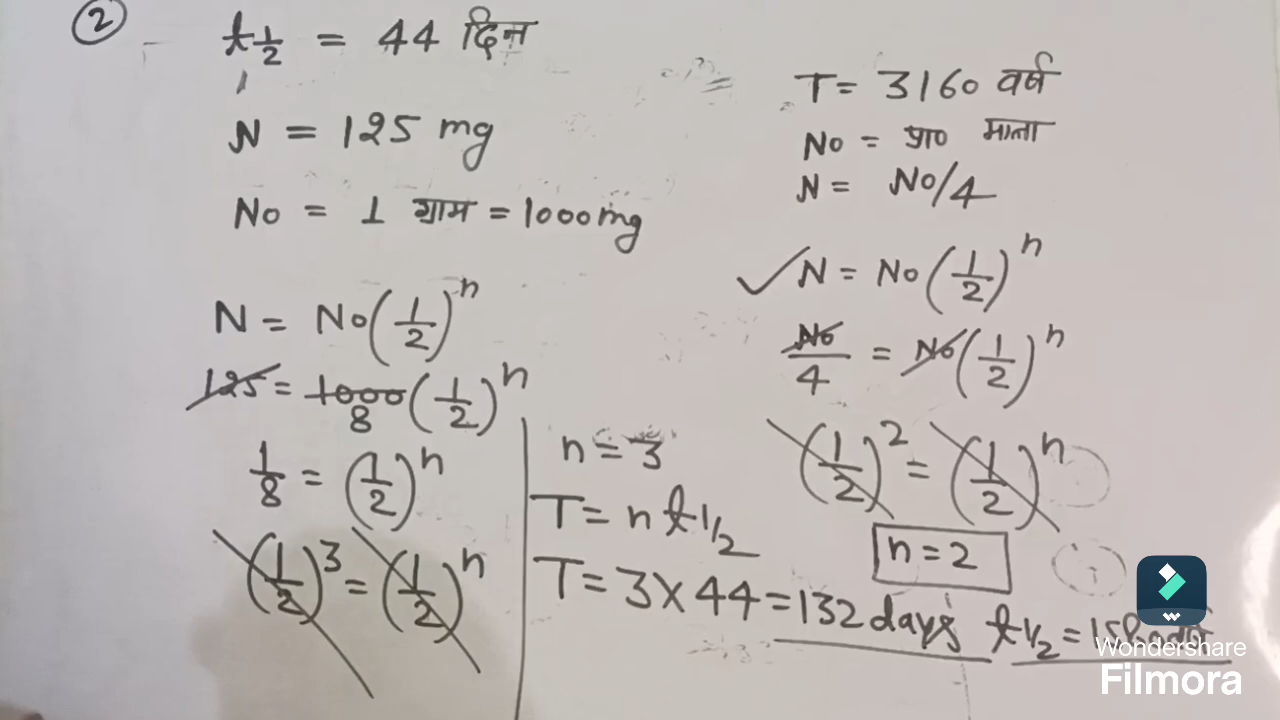 ②
t½ = 44 दिन
N = 125 mg
No = 1 ग्राम = 1000mg
N = No(1/2)^n
125 = 1000(1/2)^n
8
1/8 = (1/2)^n
(1/2)^3 = (1/2)^n
n = 3
T = n t½
T = 3×44 = 132 days
T = 3160 वर्ष
No = प्रा० मात्रा
N = No/4
✓ N = No(1/2)^n
No/4 = No(1/2)^n
(1/2)^2 = (1/2)^n
n = 2
t½ =
Wondershare
Filmora